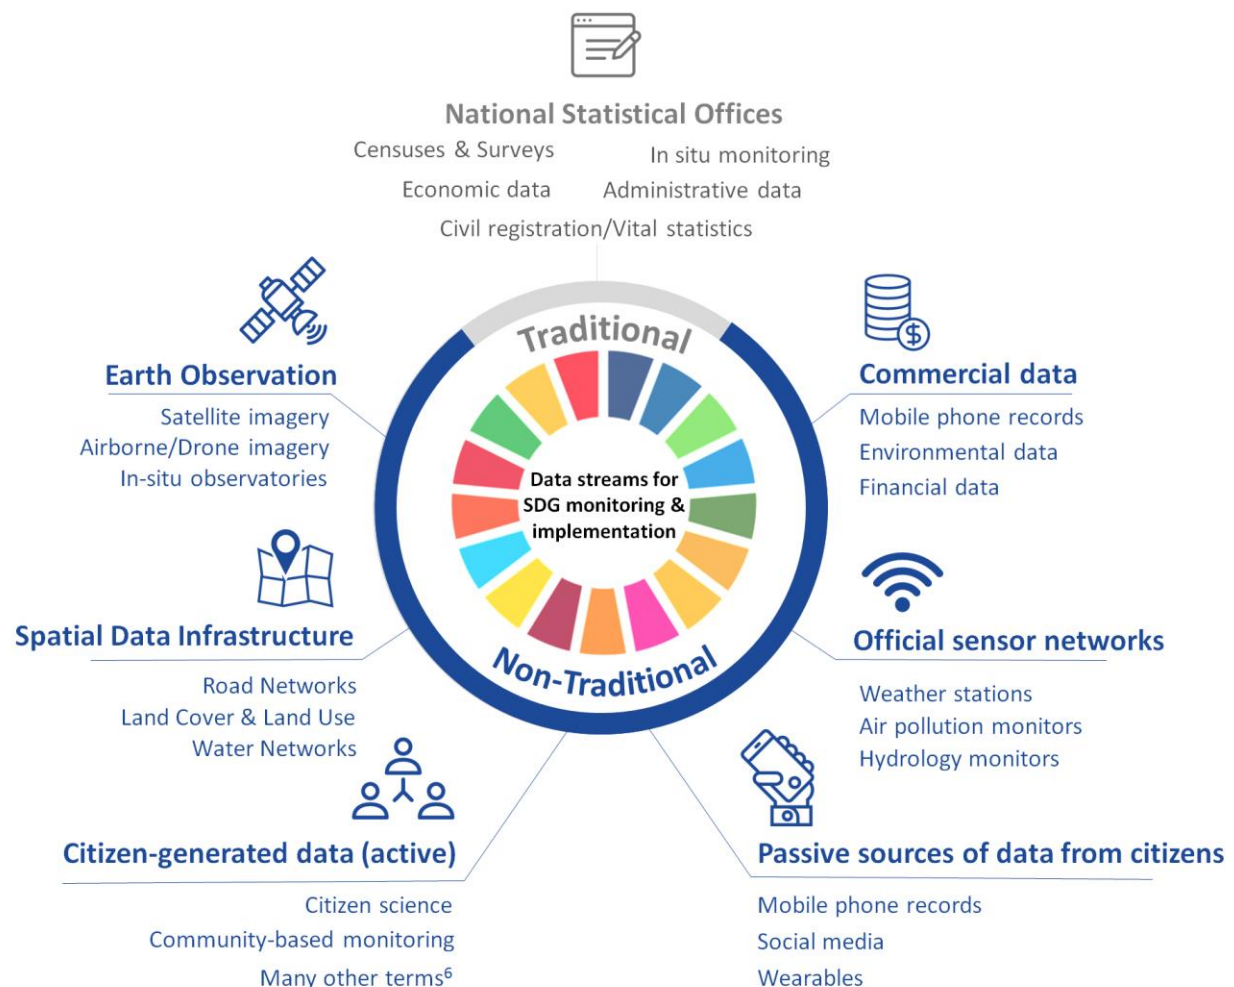 National Statistical Offices
Censuses & Surveys
In situ monitoring
Economic data
Administrative data
Civil registration/Vital statistics
Traditional
Earth Observation
Satellite imagery
Airborne/Drone imagery
In-situ observatories
Commercial data
Mobile phone records
Environmental data
Financial data
Data streams for
SDG monitoring &
implementation
Spatial Data Infrastructure
Road Networks
Land Cover & Land Use
Water Networks
Official sensor networks
Weather stations
Air pollution monitors
Hydrology monitors
Non-Traditional
Citizen-generated data (active)
Citizen science
Community-based monitoring
Many other terms⁶
Passive sources of data from citizens
Mobile phone records
Social media
Wearables